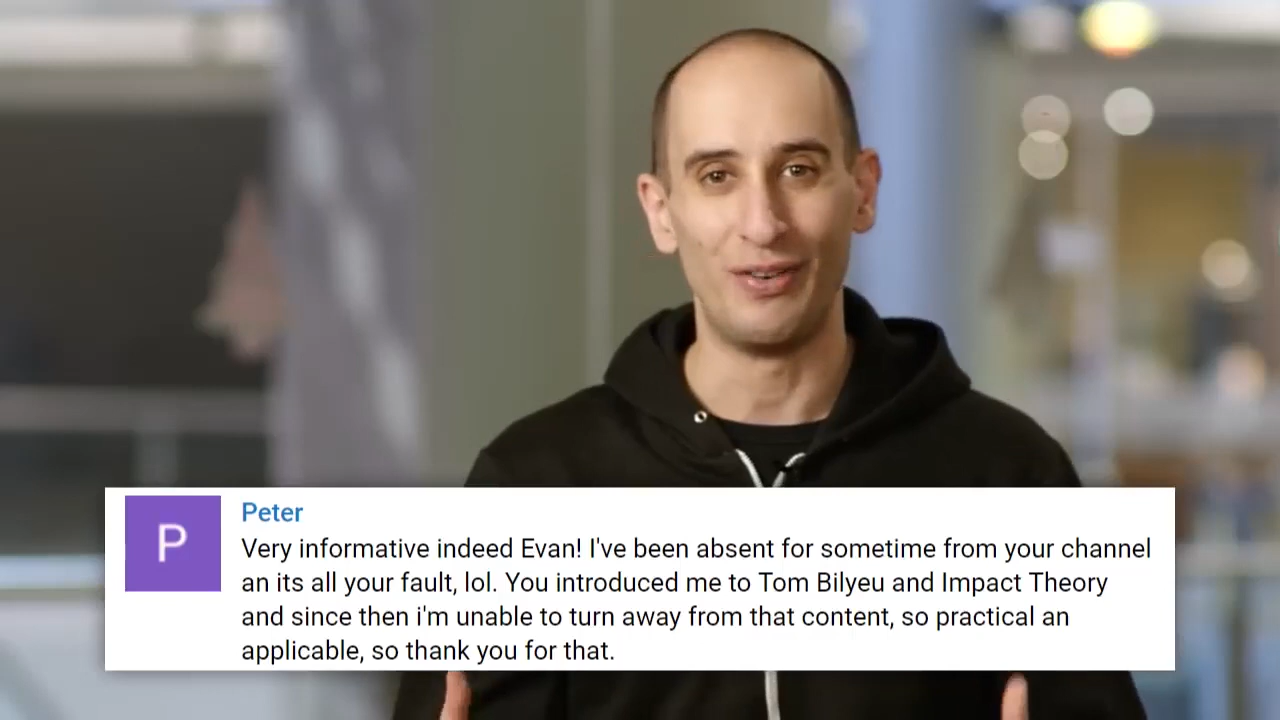 P
Peter
Very informative indeed Evan! I've been absent for sometime from your channel
an its all your fault, lol. You introduced me to Tom Bilyeu and Impact Theory
and since then i'm unable to turn away from that content, so practical an
applicable, so thank you for that.